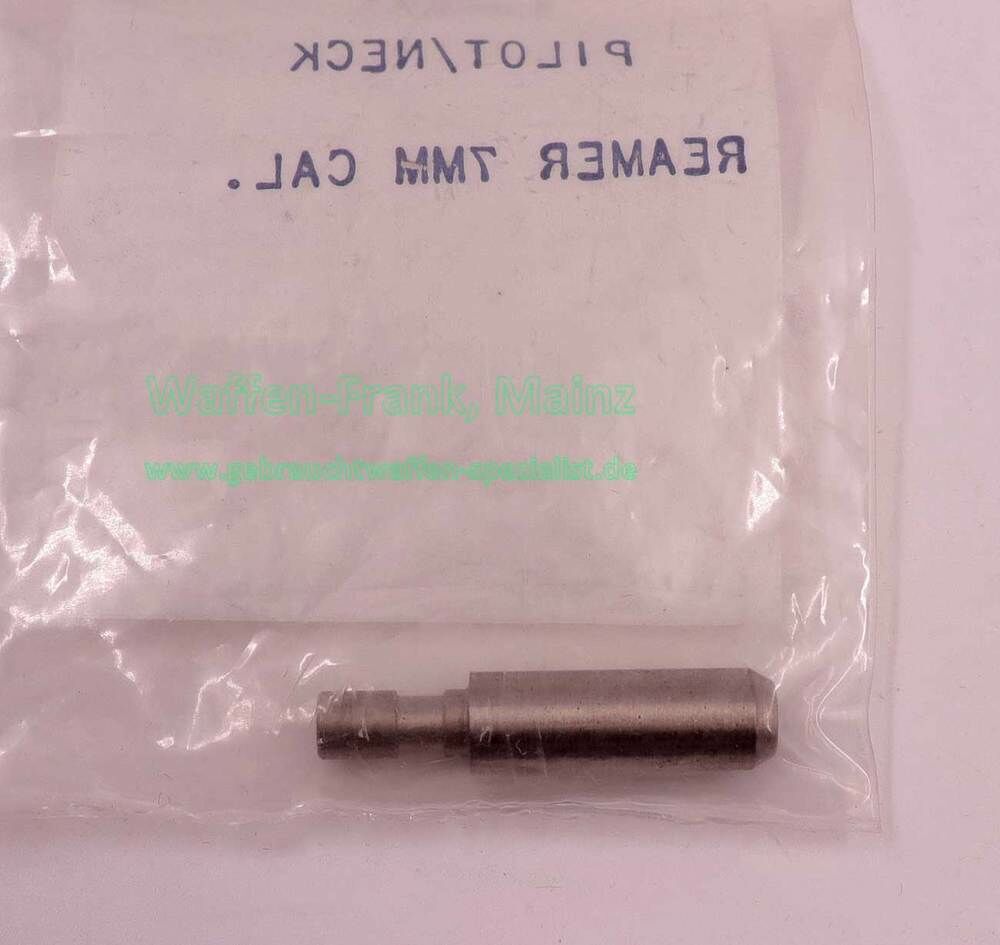 PILOT/NECK
REAMER 7MM CAL.
Waffen-Frank, Mainz
www.gebrauchtwaffen-spezialist.de